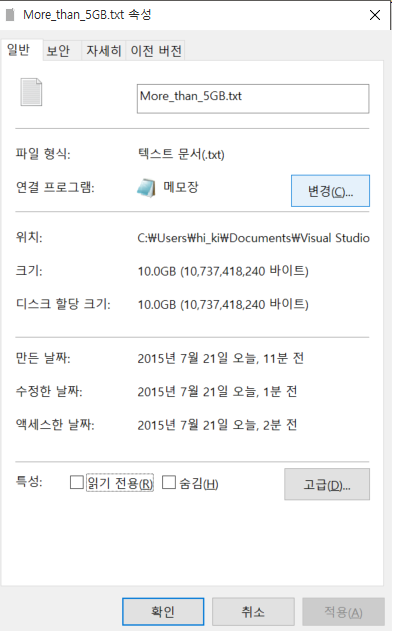 More_than_5GB.txt 속성
일반 보안 자세히 이전 버전
More_than_5GB.txt
파일 형식: 텍스트 문서(.txt)
연결 프로그램: 메모장 변경(C)...
위치: C:₩Users₩hi_ki₩Documents₩Visual Studio
크기: 10.0GB (10,737,418,240 바이트)
디스크 할당 크기: 10.0GB (10,737,418,240 바이트)
만든 날짜: 2015년 7월 21일 오늘, 11분 전
수정한 날짜: 2015년 7월 21일 오늘, 1분 전
액세스한 날짜: 2015년 7월 21일 오늘, 2분 전
특성: 읽기 전용(R) 숨김(H) 고급(D)...
확인 취소 적용(A)